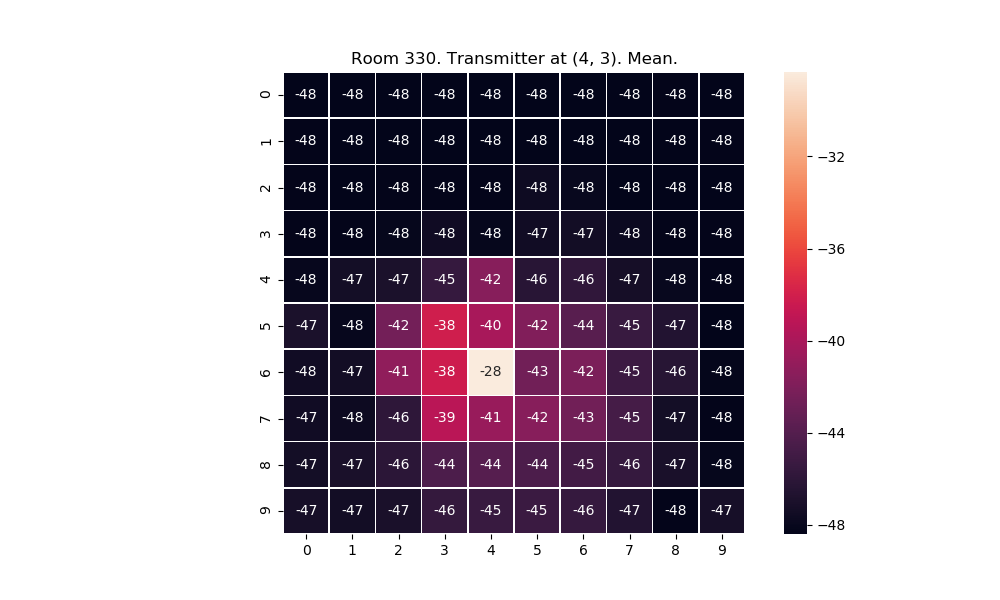 Room 330. Transmitter at (4, 3). Mean.
0 -48 -48 -48 -48 -48 -48 -48 -48 -48 -48
1 -48 -48 -48 -48 -48 -48 -48 -48 -48 -48
−32
2 -48 -48 -48 -48 -48 -48 -48 -48 -48 -48
3 -48 -48 -48 -48 -48 -47 -47 -48 -48 -48
−36
4 -48 -47 -47 -45 -42 -46 -46 -47 -48 -48
5 -47 -48 -42 -38 -40 -42 -44 -45 -47 -48
−40
6 -48 -47 -41 -38 -28 -43 -42 -45 -46 -48
7 -47 -48 -46 -39 -41 -42 -43 -45 -47 -48
−44
8 -47 -47 -46 -44 -44 -44 -45 -46 -47 -48
9 -47 -47 -47 -46 -45 -45 -46 -47 -48 -47
−48
0 1 2 3 4 5 6 7 8 9